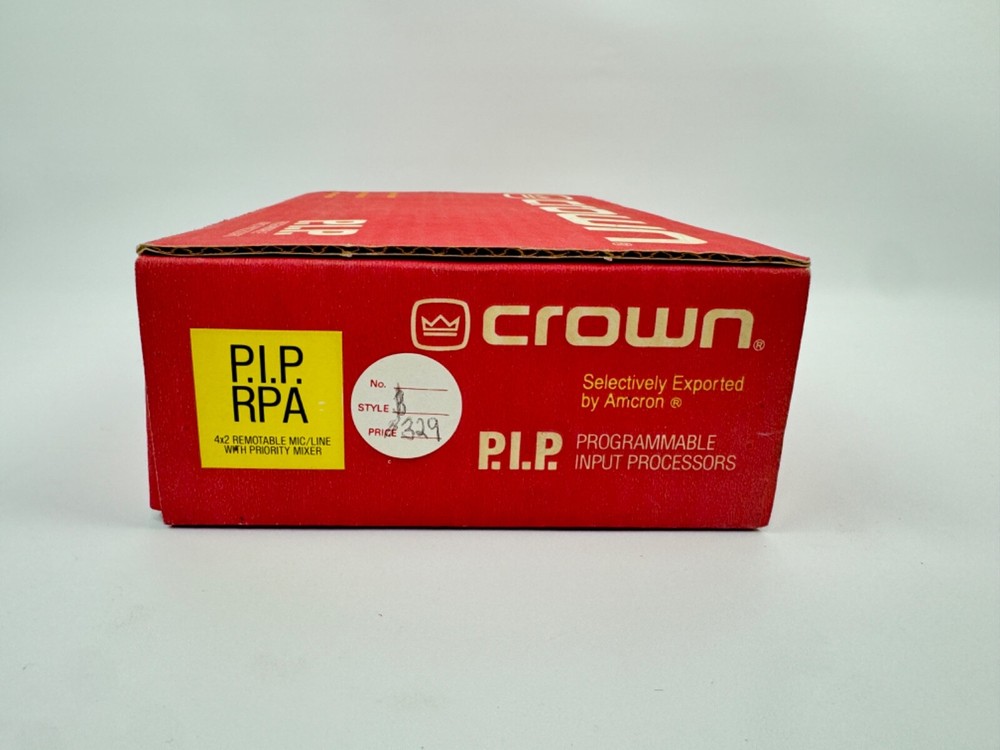 P.I.P.
crown®
crown®
P.I.P.
RPA
4x2 REMOTABLE MIC/LINE
WITH PRIORITY MIXER
No.
STYLE
PRICE $329
Selectively Exported
by Amcron ®
P.I.P. PROGRAMMABLE
INPUT PROCESSORS